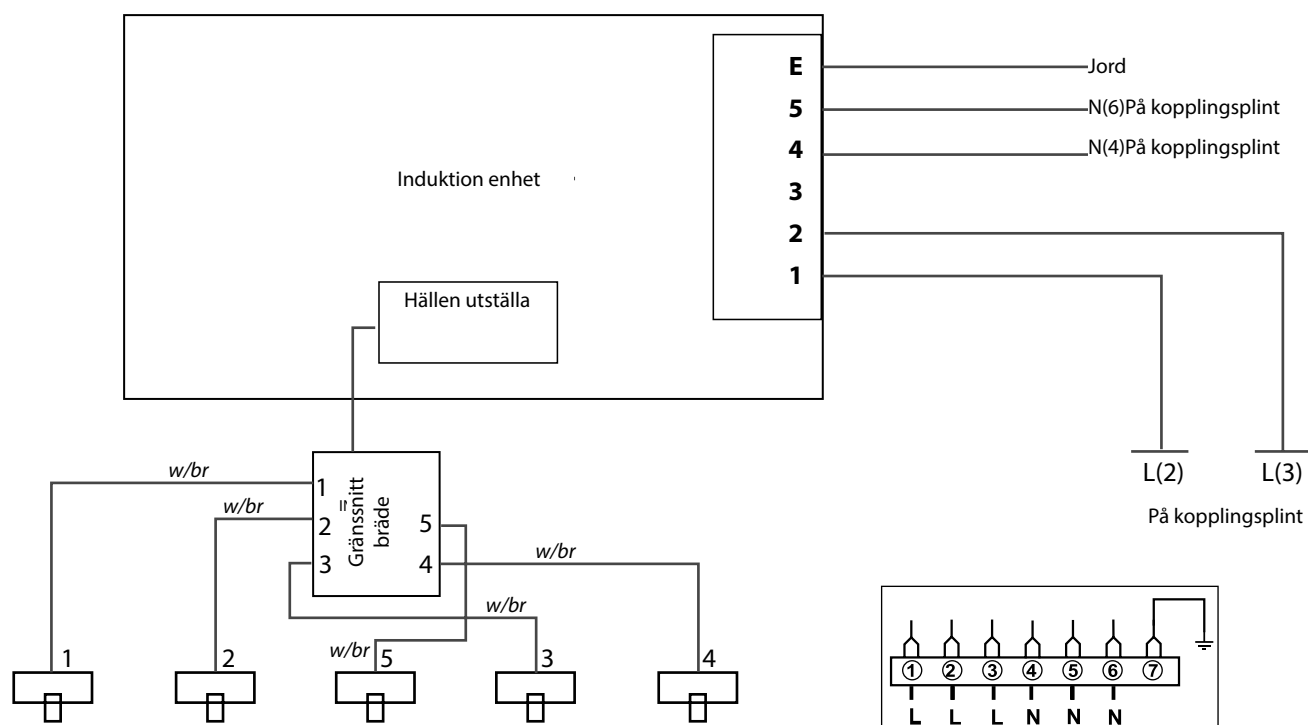 E
Jord
5
N(6)På kopplingsplint
4
N(4)På kopplingsplint
Induktion enhet
3
2
1
Hällen utställa
L(2)
L(3)
På kopplingsplint
w/br
w/br
1
2
3
Gränssnitt
bräde
5
4
w/br
w/br
w/br
1
2
5
3
4
① ② ③ ④ ⑤ ⑥ ⑦
L L L N N N